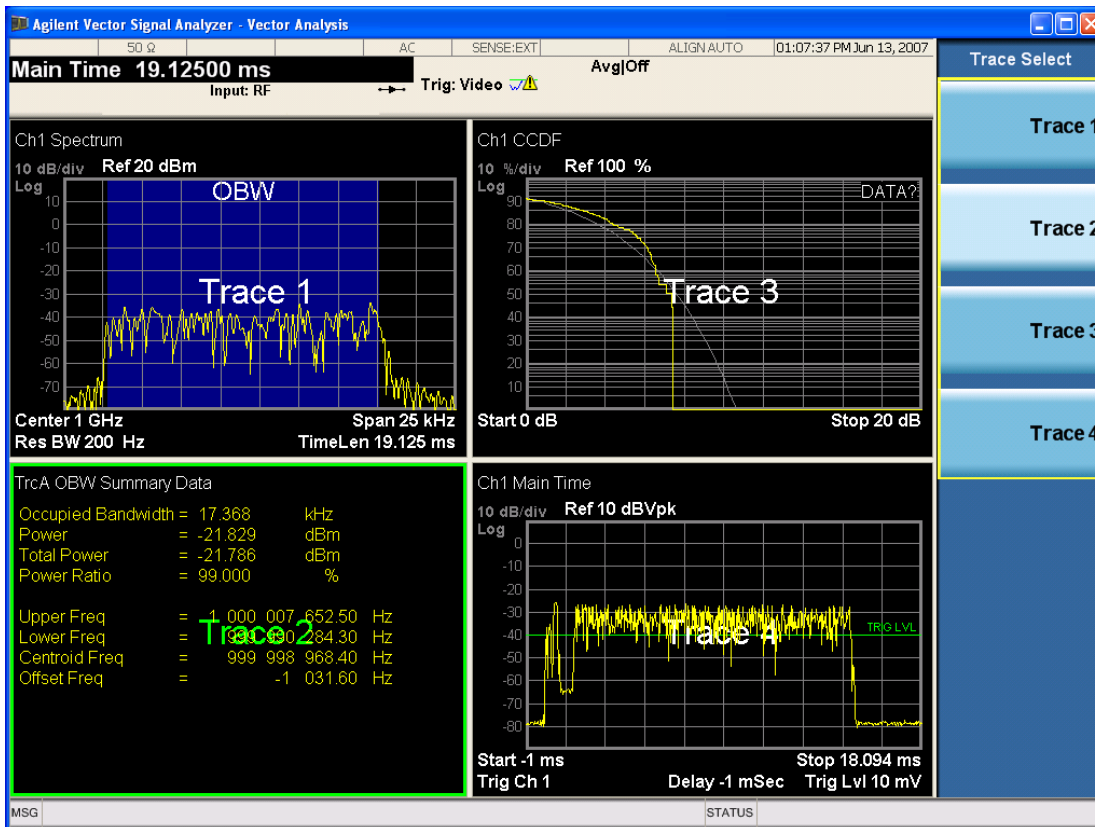 Agilent Vector Signal Analyzer - Vector Analysis
50 Ω AC SENSE:EXT ALIGN AUTO 01:07:37 PM Jun 13, 2007
Main Time 19.12500 ms
Input: RF
Trig: Video
Avg|Off
Trace Select
Trace 1
Trace 2
Trace 3
Trace 4
Ch1 Spectrum
10 dB/div Ref 20 dBm
Log
OBW
10
0
-10
-20
-30
-40
-50
-60
-70
Trace 1
Center 1 GHz Span 25 kHz
Res BW 200 Hz TimeLen 19.125 ms
Ch1 CCDF
10 %/div Ref 100 %
Log
DATA?
90
80
70
60
50
40
30
20
10
Trace 3
Start 0 dB Stop 20 dB
TrcA OBW Summary Data
Occupied Bandwidth = 17.368 kHz
Power = -21.829 dBm
Total Power = -21.786 dBm
Power Ratio = 99.000 %
Upper Freq = 1 000 007 652.50 Hz
Lower Freq = 999 990 284.30 Hz
Trace 2
Centroid Freq = 999 998 968.40 Hz
Offset Freq = -1 031.60 Hz
Ch1 Main Time
10 dB/div Ref 10 dBVpk
Log
0
-10
-20
-30
-40
-50
-60
-70
-80
Trace 4
TRIG LVL
Start -1 ms Stop 18.094 ms
Trig Ch 1 Delay -1 mSec Trig Lvl 10 mV
MSG STATUS